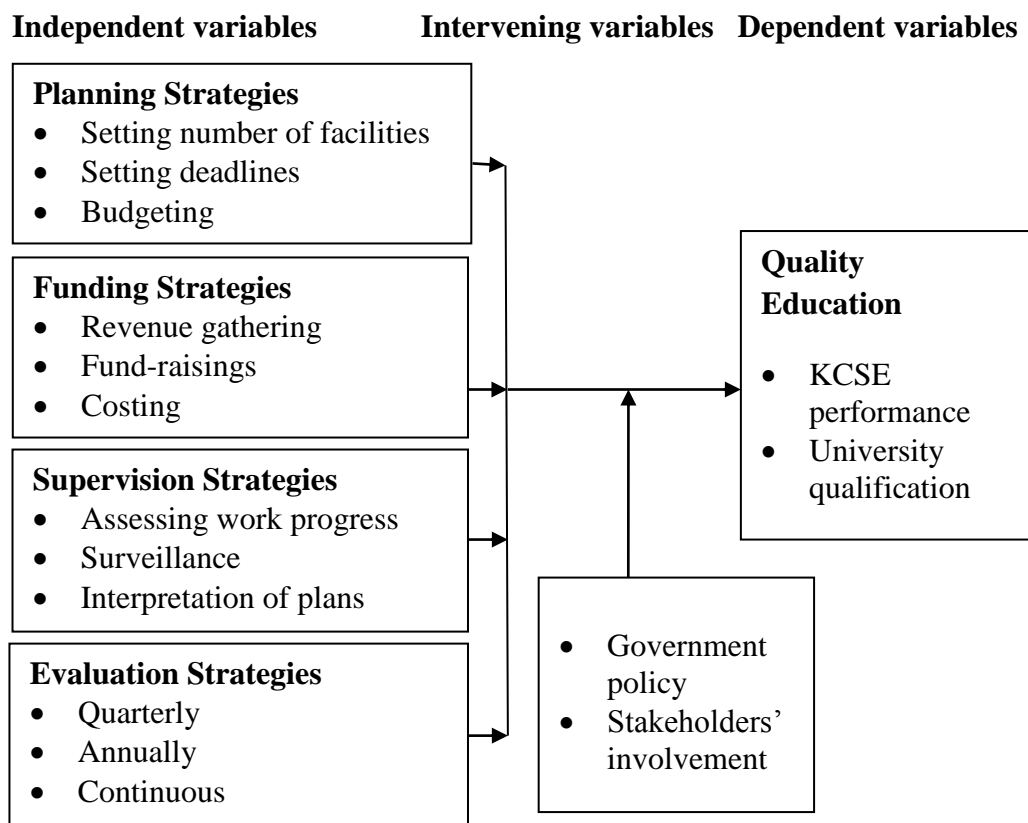 Independent variables
Intervening variables
Dependent variables
Planning Strategies
• Setting number of facilities
• Setting deadlines
• Budgeting
Funding Strategies
• Revenue gathering
• Fund-raisings
• Costing
Supervision Strategies
• Assessing work progress
• Surveillance
• Interpretation of plans
Evaluation Strategies
• Quarterly
• Annually
• Continuous
• Government
policy
• Stakeholders’
involvement
Quality
Education
• KCSE
performance
• University
qualification